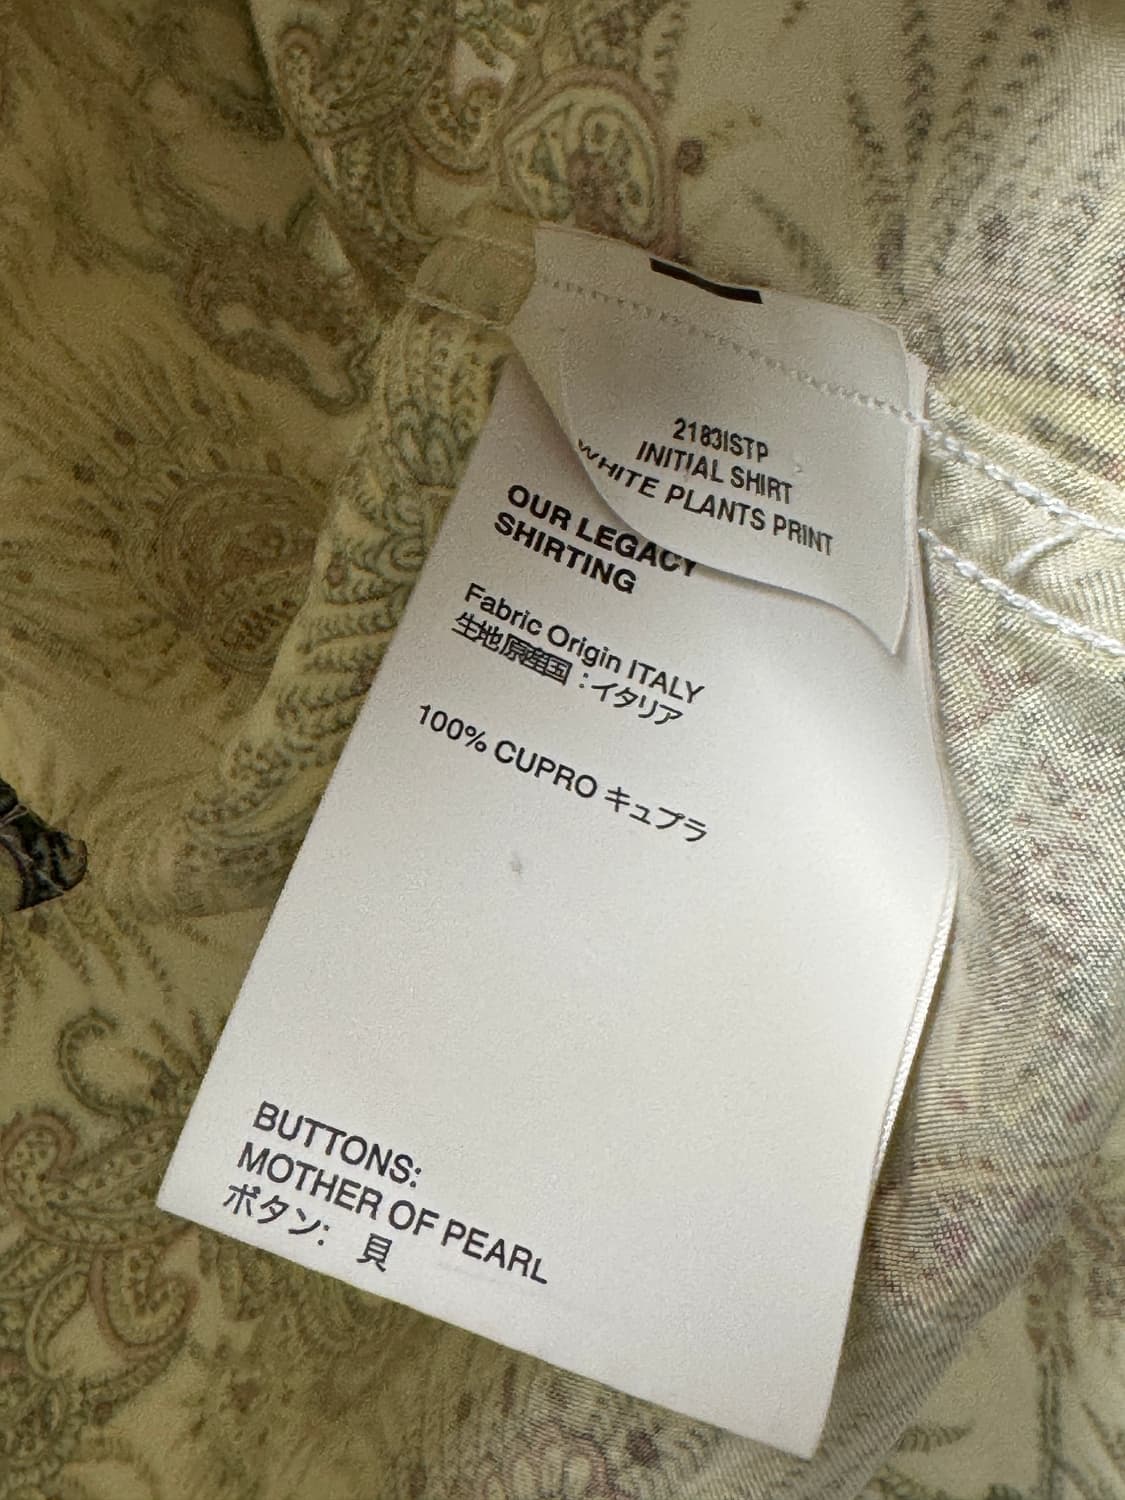 2183ISTP
INITIAL SHIRT
WHITE PLANTS PRINT
OUR LEGACY
SHIRTING
Fabric Origin ITALY
生地原産国：イタリア
100% CUPRO キュプラ
BUTTONS:
MOTHER OF PEARL
ボタン: 貝